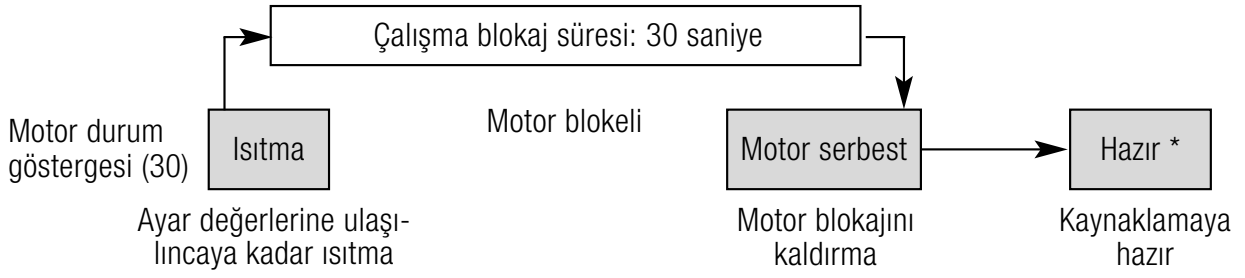 Çalışma blokaj süresi: 30 saniye
Motor durum
göstergesi (30)
Isıtma
Motor blokeli
Motor serbest
Hazır *
Ayar değerlerine ulaşı-
lıncaya kadar ısıtma
Motor blokajını
kaldırma
Kaynaklamaya
hazır